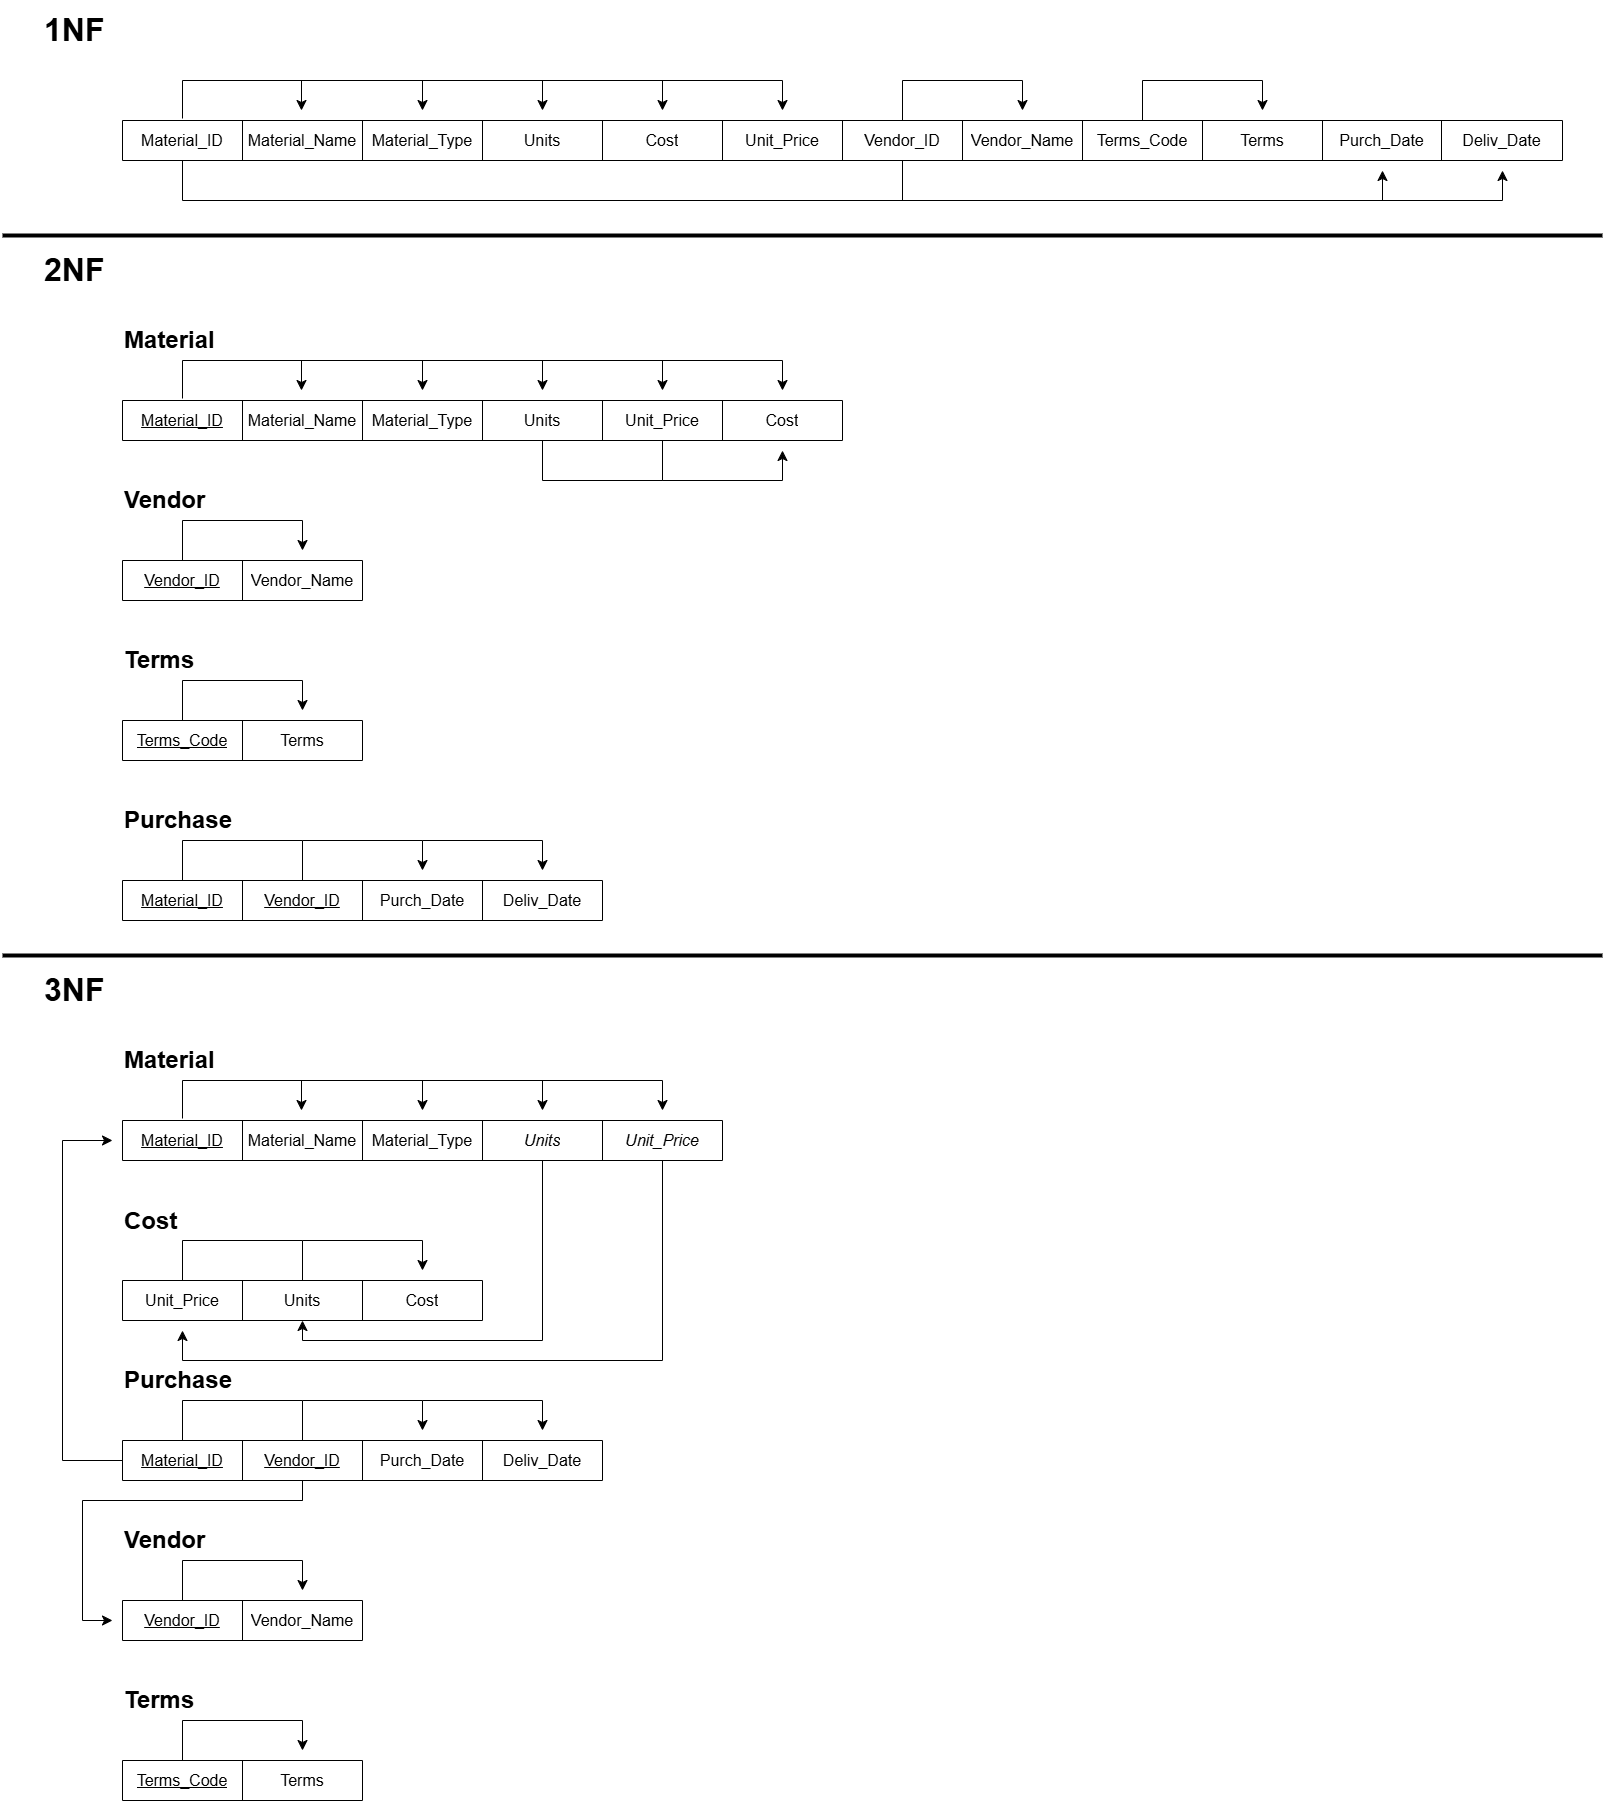 1NF
Material_ID Material_Name Material_Type Units Cost Unit_Price Vendor_ID Vendor_Name Terms_Code Terms Purch_Date Deliv_Date
2NF
Material
Material_ID Material_Name Material_Type Units Unit_Price Cost
Vendor
Vendor_ID Vendor_Name
Terms
Terms_Code Terms
Purchase
Material_ID Vendor_ID Purch_Date Deliv_Date
3NF
Material
Material_ID Material_Name Material_Type Units Unit_Price
Cost
Unit_Price Units Cost
Purchase
Material_ID Vendor_ID Purch_Date Deliv_Date
Vendor
Vendor_ID Vendor_Name
Terms
Terms_Code Terms